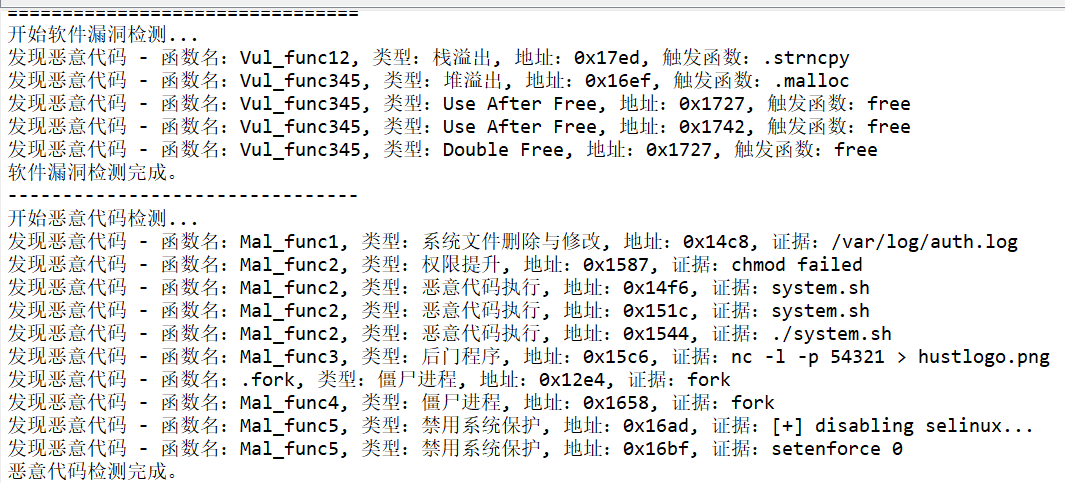 ===============================
开始软件漏洞检测...
发现恶意代码 - 函数名：Vul_func12, 类型：栈溢出, 地址：0x17ed, 触发函数：.strncpy
发现恶意代码 - 函数名：Vul_func345, 类型：堆溢出, 地址：0x16ef, 触发函数：.malloc
发现恶意代码 - 函数名：Vul_func345, 类型：Use After Free, 地址：0x1727, 触发函数：free
发现恶意代码 - 函数名：Vul_func345, 类型：Use After Free, 地址：0x1742, 触发函数：free
发现恶意代码 - 函数名：Vul_func345, 类型：Double Free, 地址：0x1727, 触发函数：free
软件漏洞检测完成。
-------------------------------
开始恶意代码检测...
发现恶意代码 - 函数名：Mal_func1, 类型：系统文件删除与修改, 地址：0x14c8, 证据：/var/log/auth.log
发现恶意代码 - 函数名：Mal_func2, 类型：权限提升, 地址：0x1587, 证据：chmod failed
发现恶意代码 - 函数名：Mal_func2, 类型：恶意代码执行, 地址：0x14f6, 证据：system.sh
发现恶意代码 - 函数名：Mal_func2, 类型：恶意代码执行, 地址：0x151c, 证据：system.sh
发现恶意代码 - 函数名：Mal_func2, 类型：恶意代码执行, 地址：0x1544, 证据：./system.sh
发现恶意代码 - 函数名：Mal_func3, 类型：后门程序, 地址：0x15c6, 证据：nc -l -p 54321 > hustlogo.png
发现恶意代码 - 函数名：.fork, 类型：僵尸进程, 地址：0x12e4, 证据：fork
发现恶意代码 - 函数名：Mal_func4, 类型：僵尸进程, 地址：0x1658, 证据：fork
发现恶意代码 - 函数名：Mal_func5, 类型：禁用系统保护, 地址：0x16ad, 证据：[+] disabling selinux...
发现恶意代码 - 函数名：Mal_func5, 类型：禁用系统保护, 地址：0x16bf, 证据：setenforce 0
恶意代码检测完成。